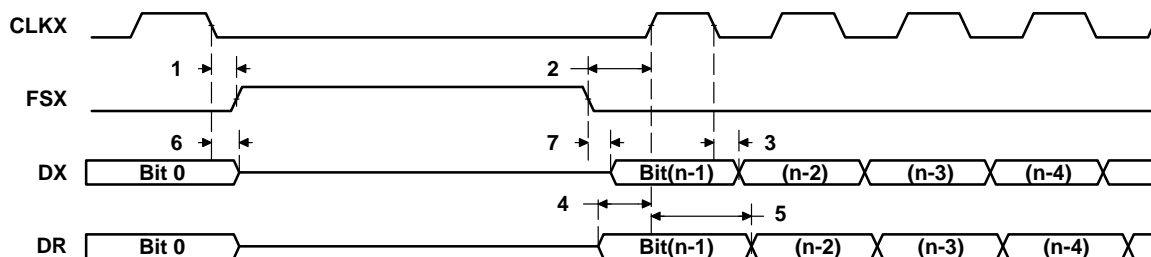 CLKX
1 2
FSX
6 7 3
DX Bit 0 Bit(n-1) (n-2) (n-3) (n-4)
4 5
DR Bit 0 Bit(n-1) (n-2) (n-3) (n-4)